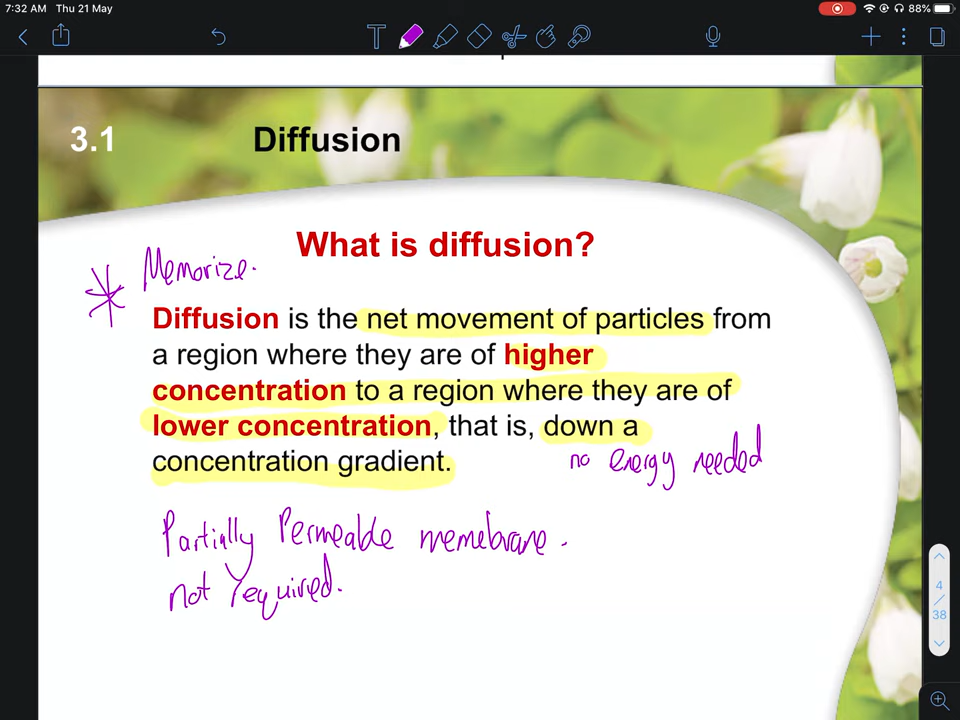 7:32 AM Thu 21 May
88%
3.1 Diffusion
What is diffusion?
Memorize.
Diffusion is the net movement of particles from
a region where they are of higher
concentration to a region where they are of
lower concentration, that is, down a
concentration gradient.
no energy needed
Partially Permeable memebrane.
not required.
4
/
38